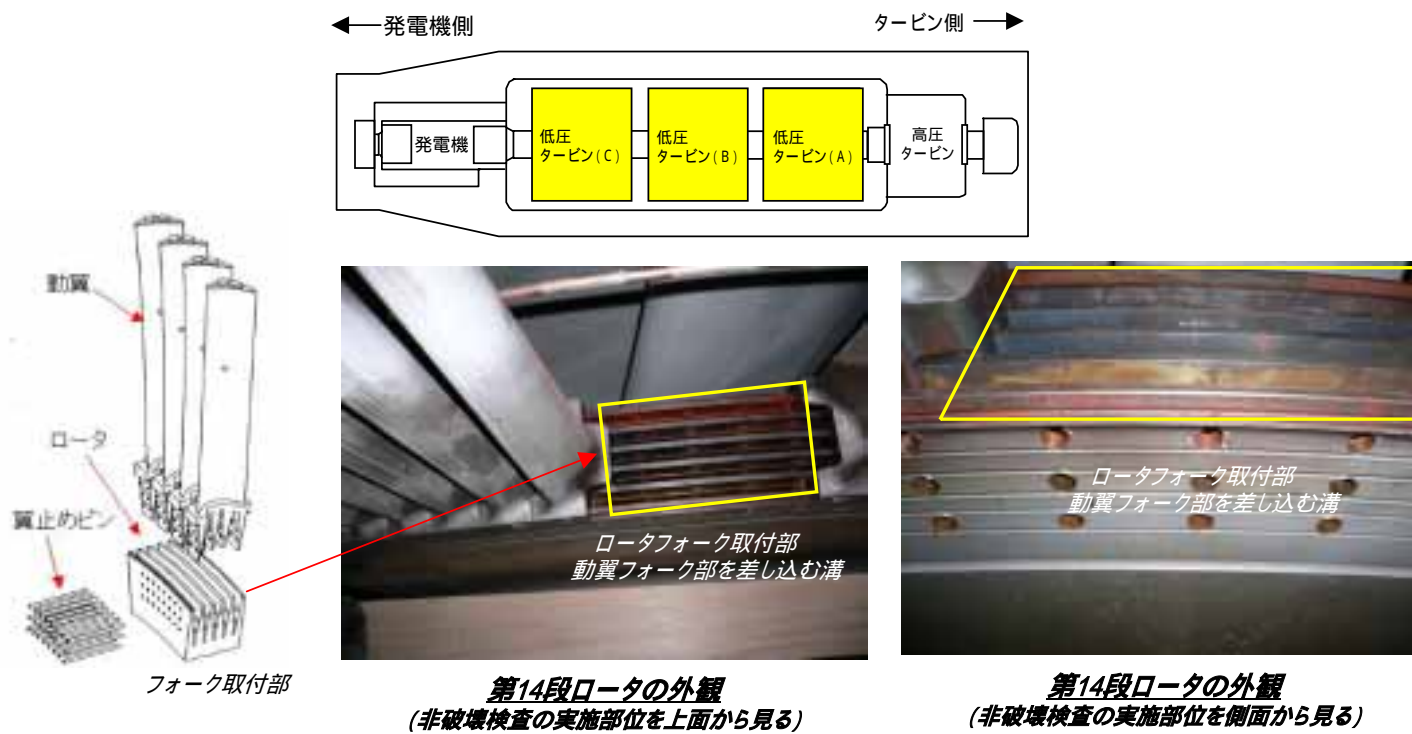 発電機側
タービン側
発電機
低圧
タービン(C)
低圧
タービン(B)
低圧
タービン(A)
高圧
タービン
動翼
ロータ
翼止めピン
フォーク取付部
ロータフォーク取付部
動翼フォーク部を差し込む溝
第14段ロータの外観
(非破壊検査の実施部位を上面から見る)
ロータフォーク取付部
動翼フォーク部を差し込む溝
第14段ロータの外観
(非破壊検査の実施部位を側面から見る)